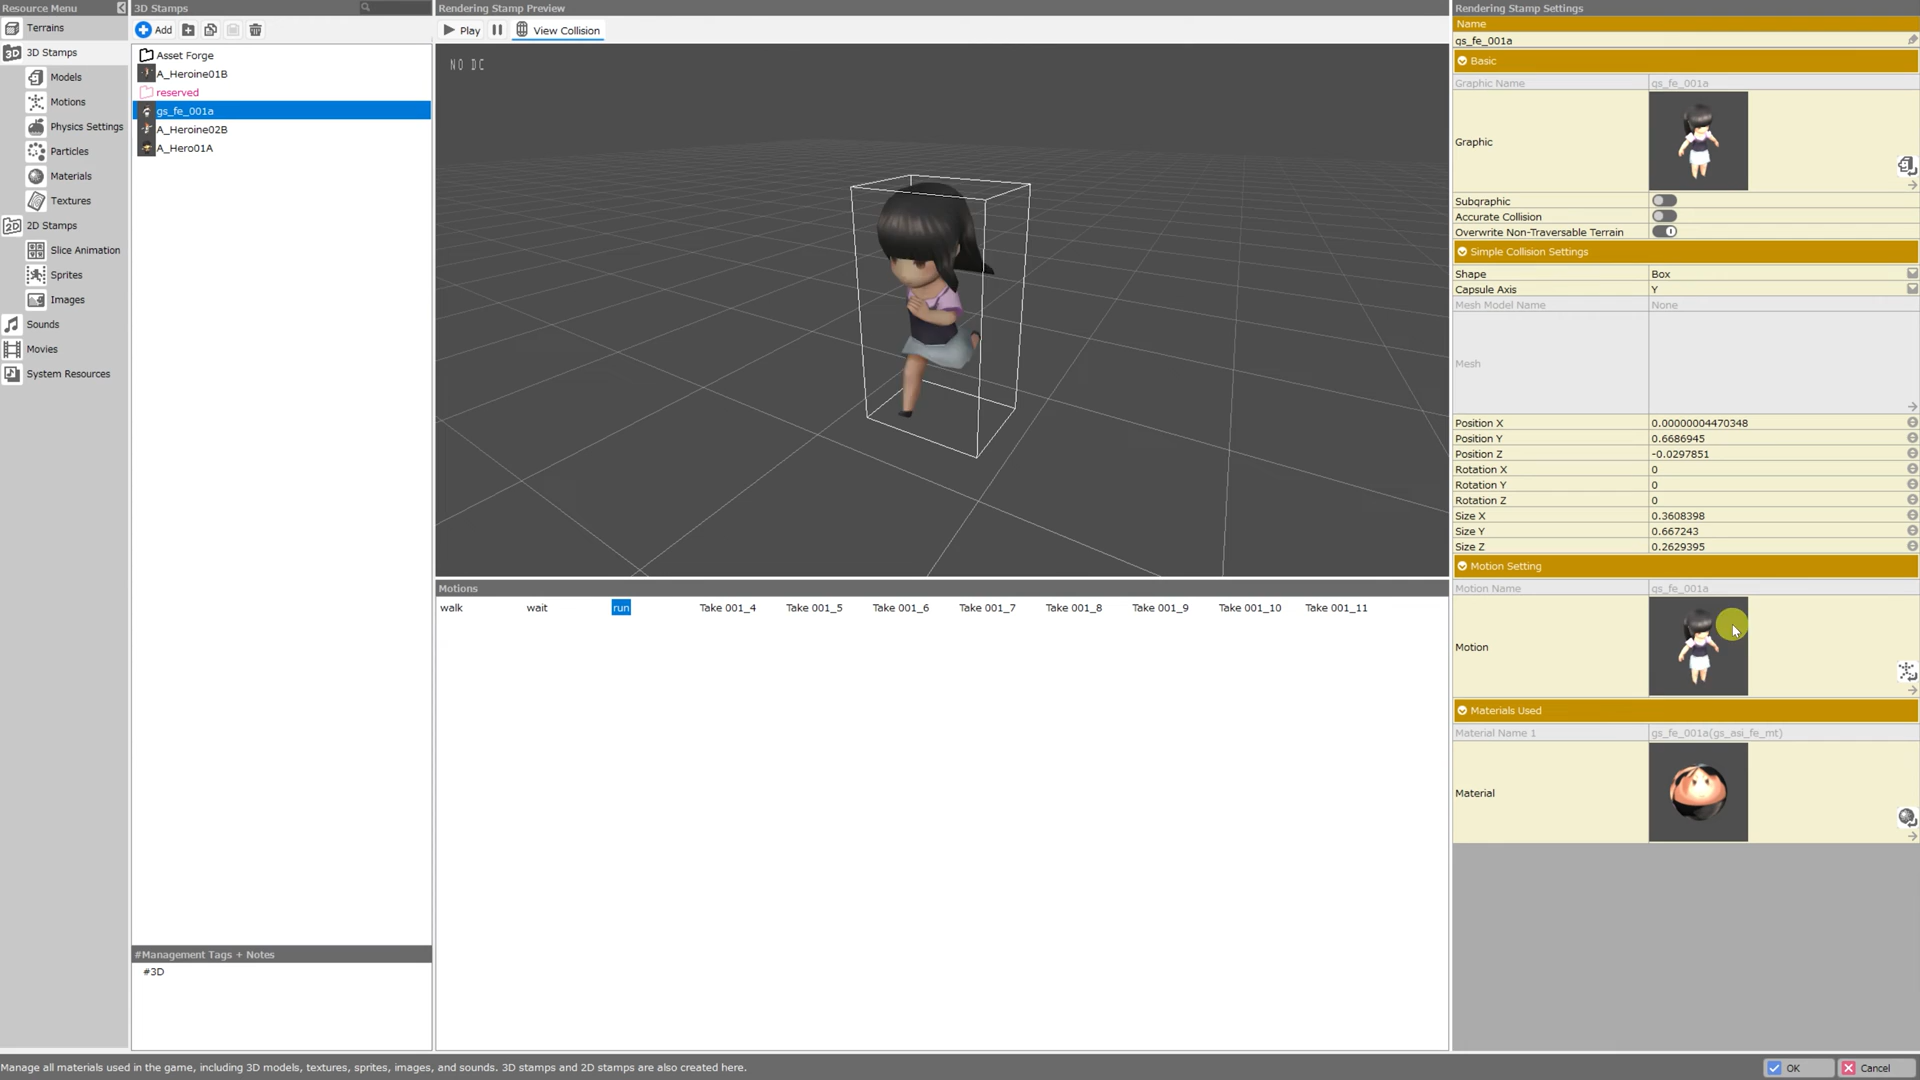 Resource Menu
Terrains
3D Stamps
Models
Motions
Physics Settings
Particles
Materials
Textures
2D Stamps
Slice Animation
Sprites
Images
Sounds
Movies
System Resources
3D Stamps
Add
Asset Forge
A_Heroine01B
reserved
gs_fe_001a
A_Heroine02B
A_Hero01A
#Management Tags + Notes
#3D
Rendering Stamp Preview
Play
View Collision
NO DC
Motions
walk wait run Take 001_4 Take 001_5 Take 001_6 Take 001_7 Take 001_8 Take 001_9 Take 001_10 Take 001_11
Rendering Stamp Settings
Name
gs_fe_001a
Basic
Graphic Name gs_fe_001a
Graphic
Subgraphic
Accurate Collision
Overwrite Non-Traversable Terrain
Simple Collision Settings
Shape Box
Capsule Axis Y
Mesh Model Name None
Mesh
Position X 0.00000004470348
Position Y 0.6686945
Position Z -0.0297851
Rotation X 0
Rotation Y 0
Rotation Z 0
Size X 0.3608398
Size Y 0.667243
Size Z 0.2629395
Motion Setting
Motion Name gs_fe_001a
Motion
Materials Used
Material Name 1 gs_fe_001a(gs_asi_fe_mt)
Material
Manage all materials used in the game, including 3D models, textures, sprites, images, and sounds. 3D stamps and 2D stamps are also created here.
OK
Cancel